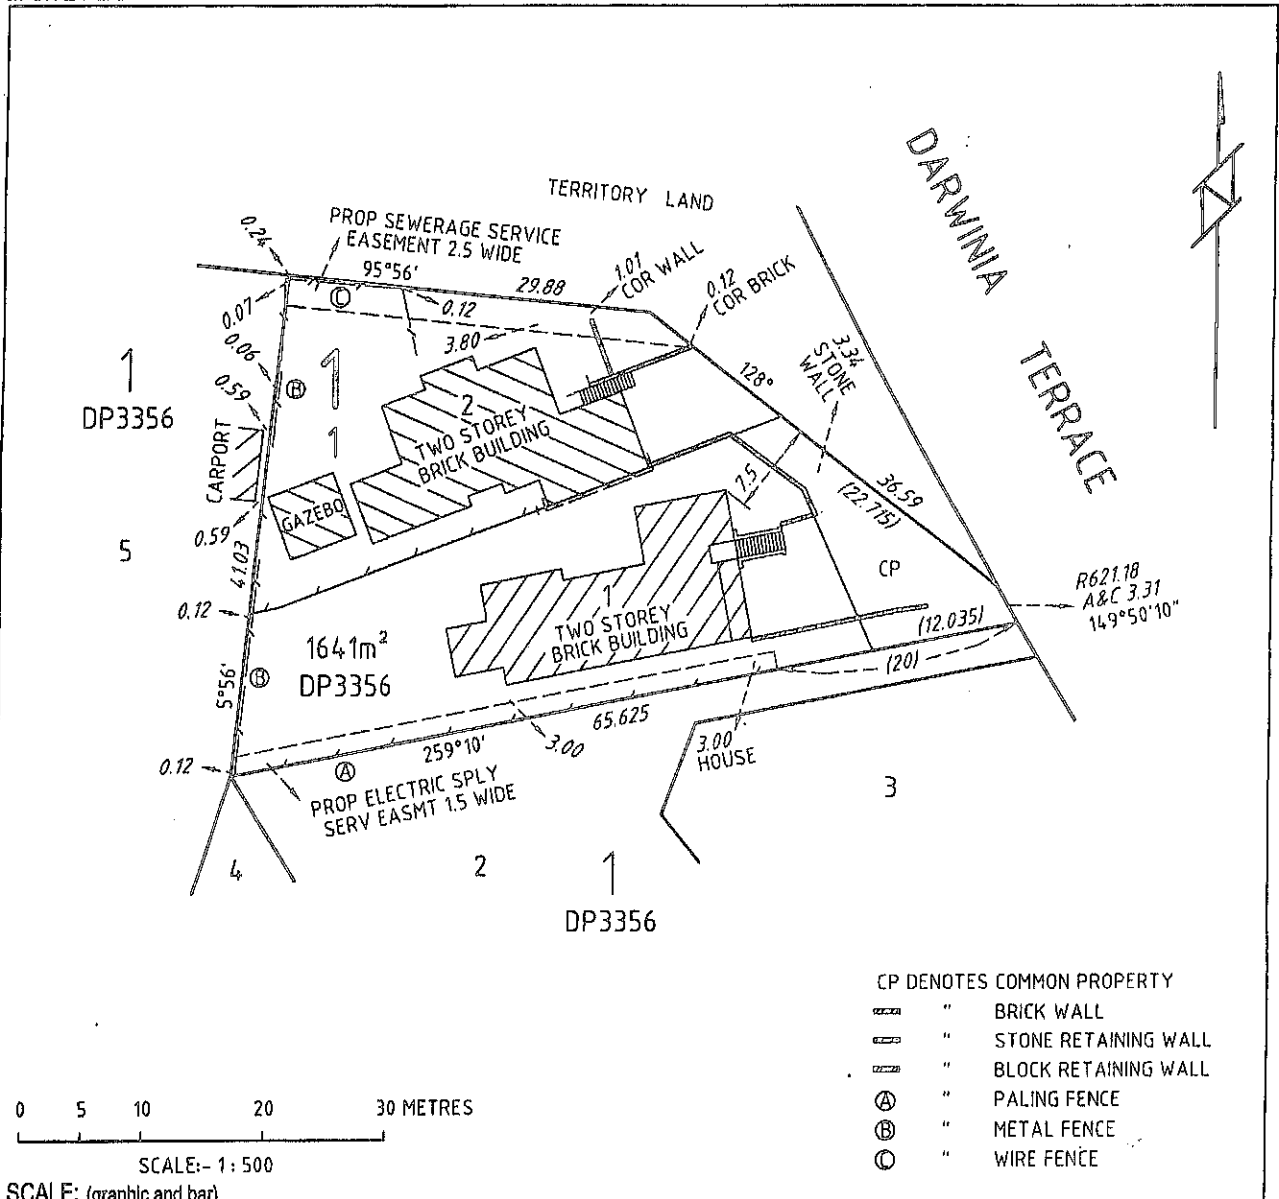 DARWINIA
TERRACE
TERRITORY LAND
PROP SEWERAGE SERVICE
EASEMENT 2.5 WIDE
95°56'
29.88
0.24
0.07
0.06
0.59
0.12
3.80
1.01
COR WALL
0.12
COR BRICK
128°
3.34
STONE
WALL
36.59
(22.715)
7.5
1
DP3356
1
1
2
TWO STOREY
BRICK BUILDING
CARPORT
GAZEBO
0.59
41.03
5
0.12
1641m²
DP3356
5°56'
1
TWO STOREY
BRICK BUILDING
CP
R621.18
A&C 3.31
149°50'10"
(12.035)
(20)
65.625
259°10'
3.00
3.00
HOUSE
0.12
PROP ELECTRIC SPLY
SERV EASMT 1.5 WIDE
A
B
B
C
4
2
3
1
DP3356
CP DENOTES COMMON PROPERTY
" BRICK WALL
" STONE RETAINING WALL
" BLOCK RETAINING WALL
A " PALING FENCE
B " METAL FENCE
C " WIRE FENCE
0 5 10 20 30 METRES
SCALE:- 1:500
SCALE: (graphic and bar)